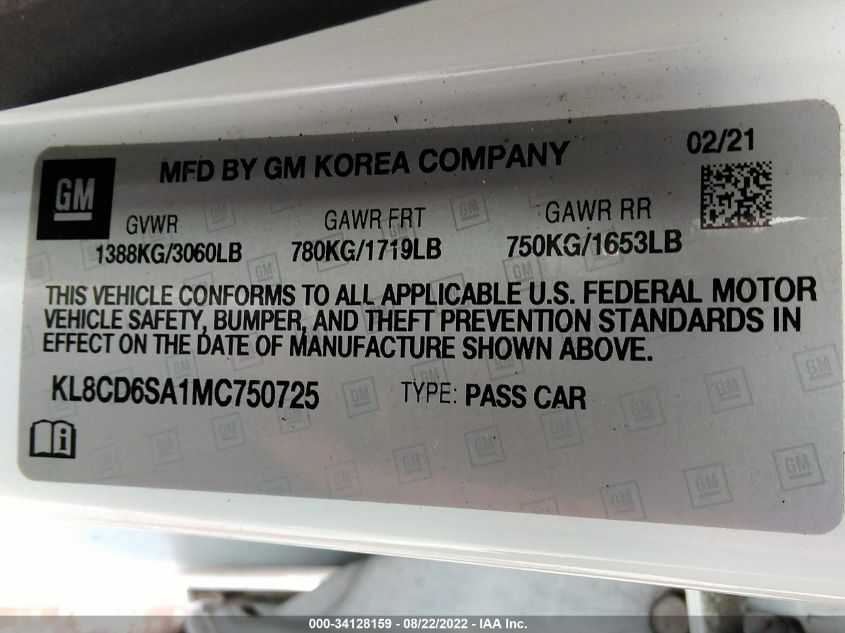 GM
MFD BY GM KOREA COMPANY
02/21
GVWR
GAWR FRT
GAWR RR
1388KG/3060LB
780KG/1719LB
750KG/1653LB
THIS VEHICLE CONFORMS TO ALL APPLICABLE U.S. FEDERAL MOTOR
VEHICLE SAFETY, BUMPER, AND THEFT PREVENTION STANDARDS IN
EFFECT ON THE DATE OF MANUFACTURE SHOWN ABOVE.
KL8CD6SA1MC750725
TYPE: PASS CAR
000-34128159 - 08/22/2022 - IAA Inc.